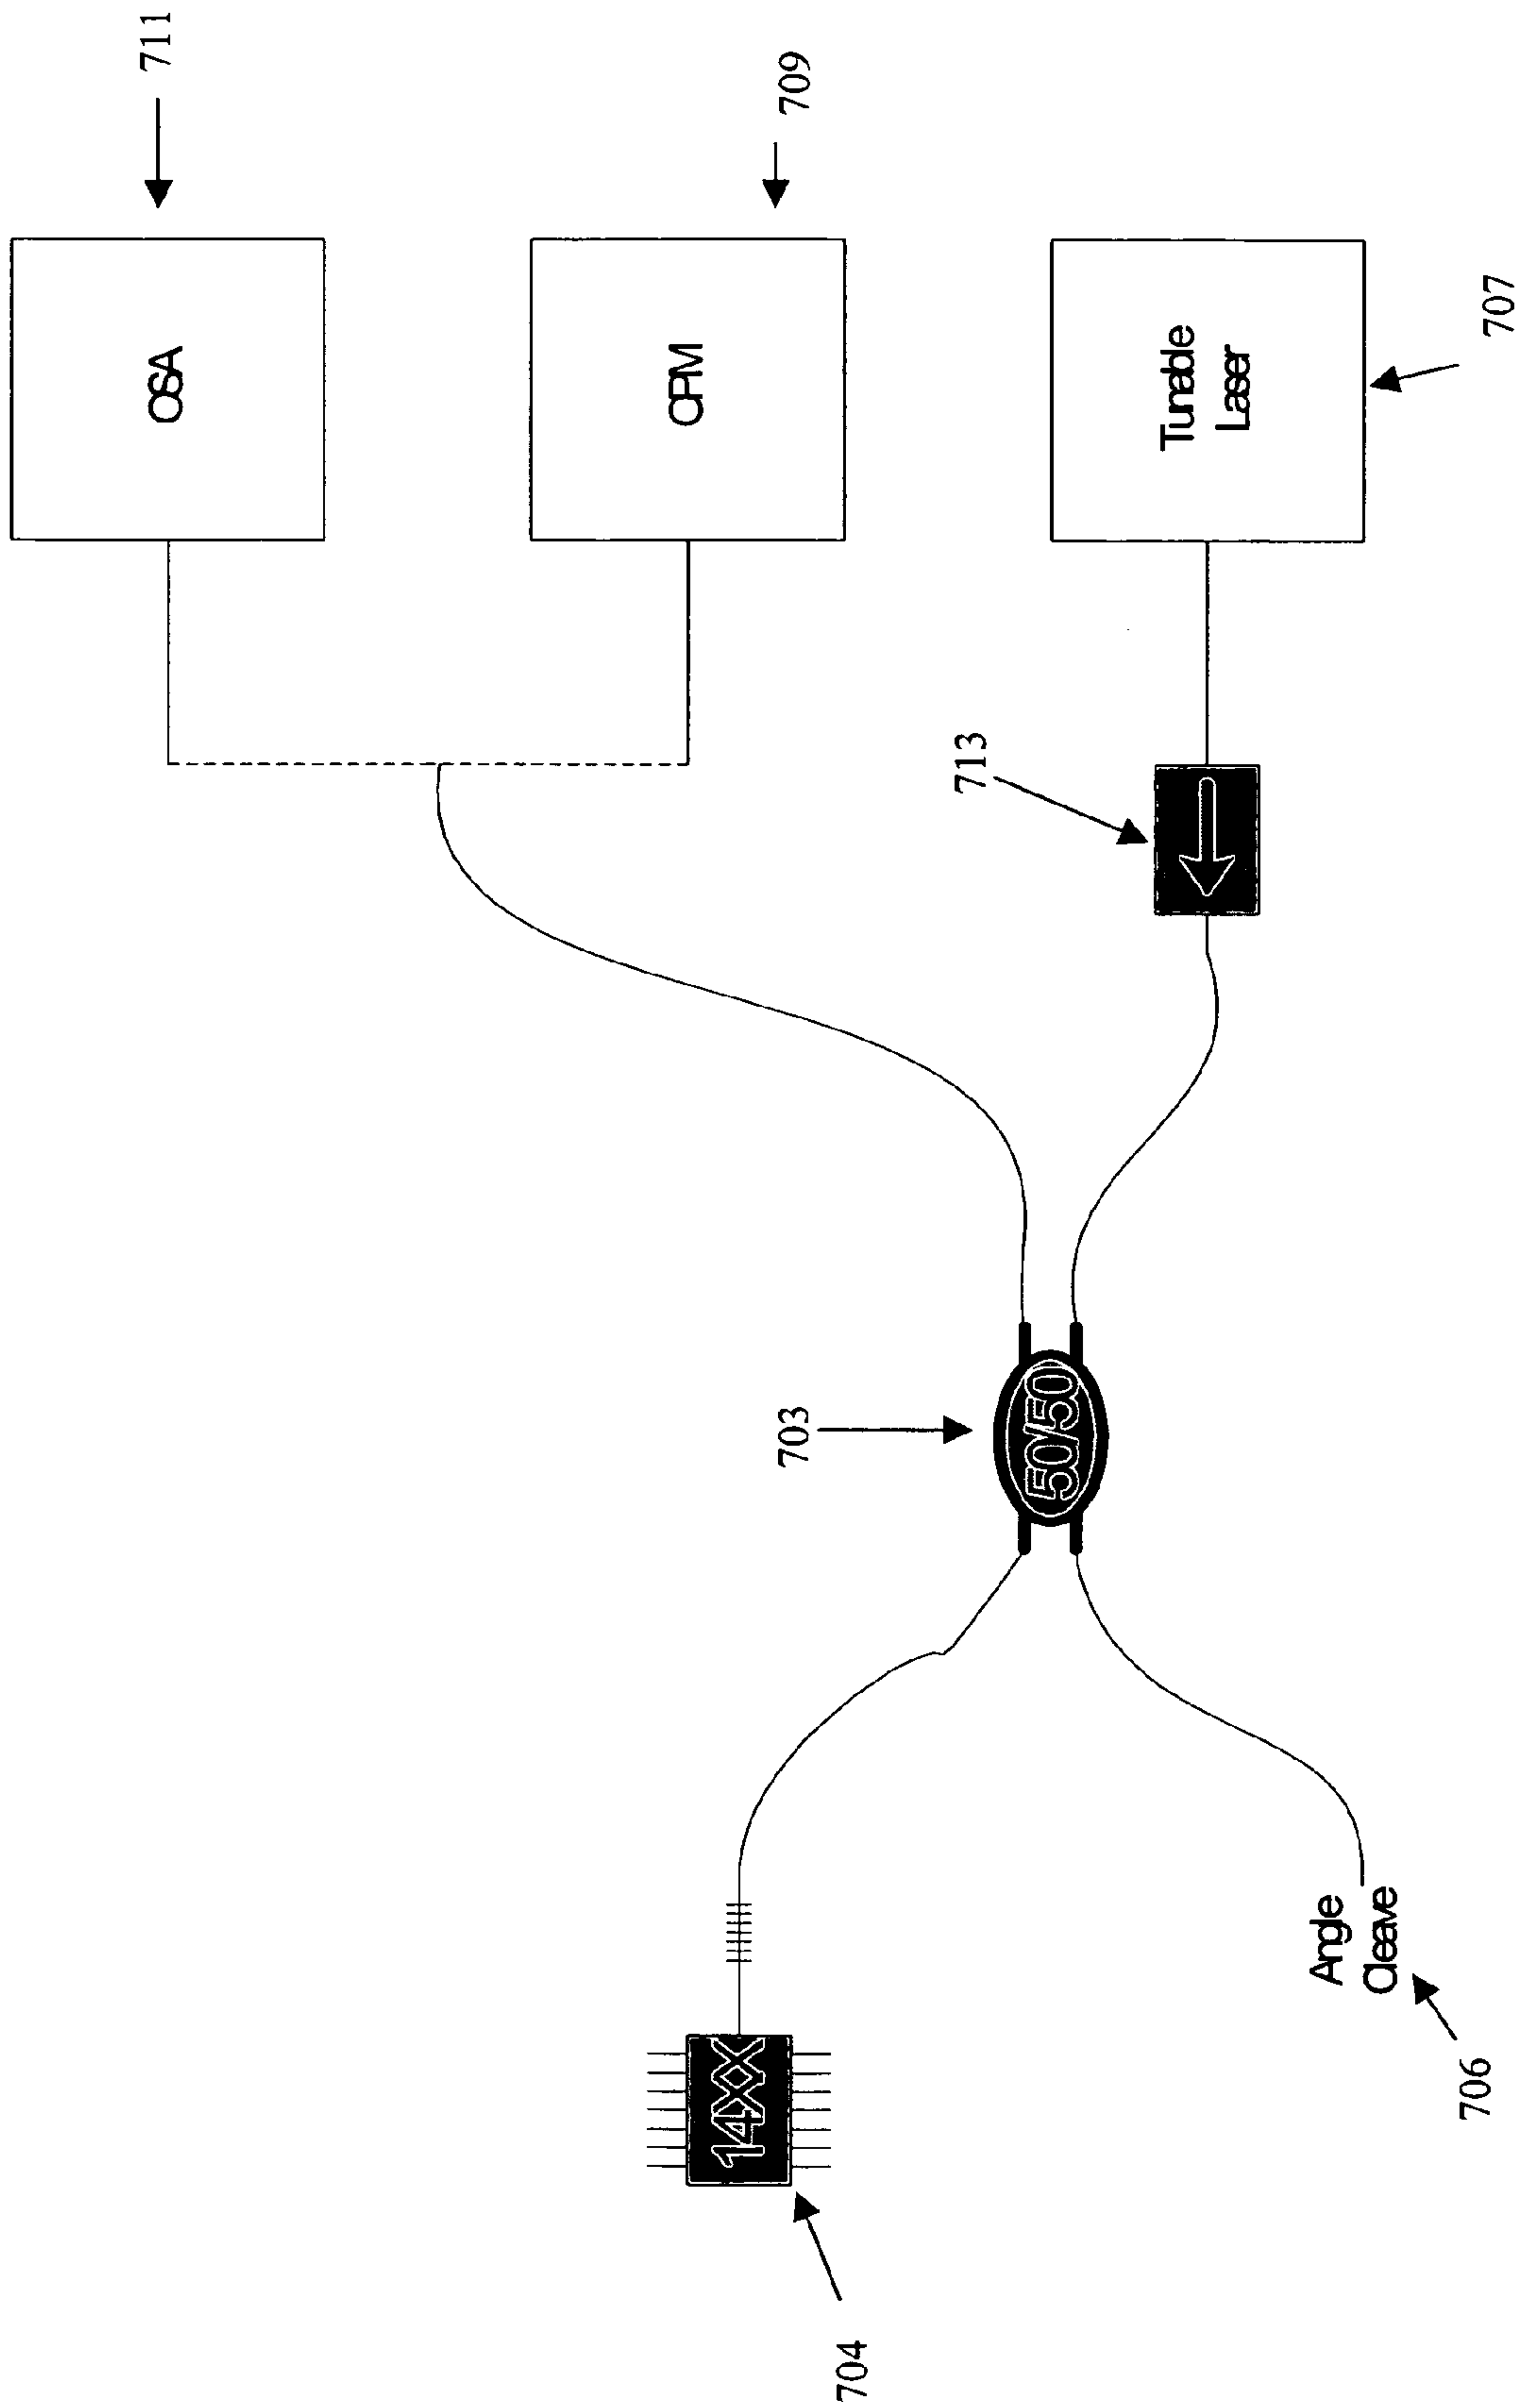 OSA
711
OPM
709
14XX
703
704
713
50/50
Tunable
Laser
Angle
Cleave
706
707